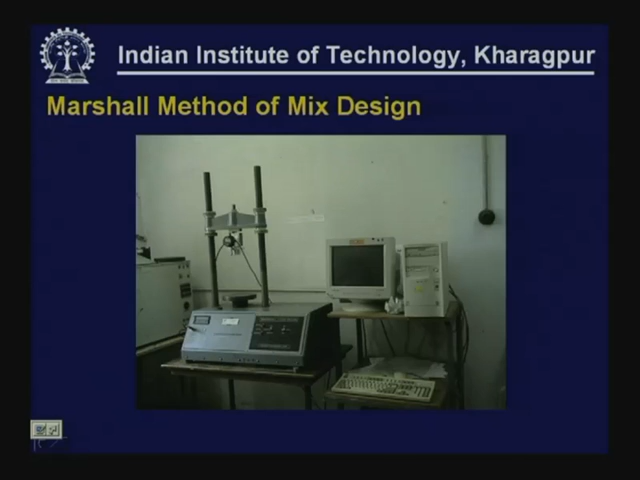 Indian Institute of Technology, Kharagpur
Marshall Method of Mix Design